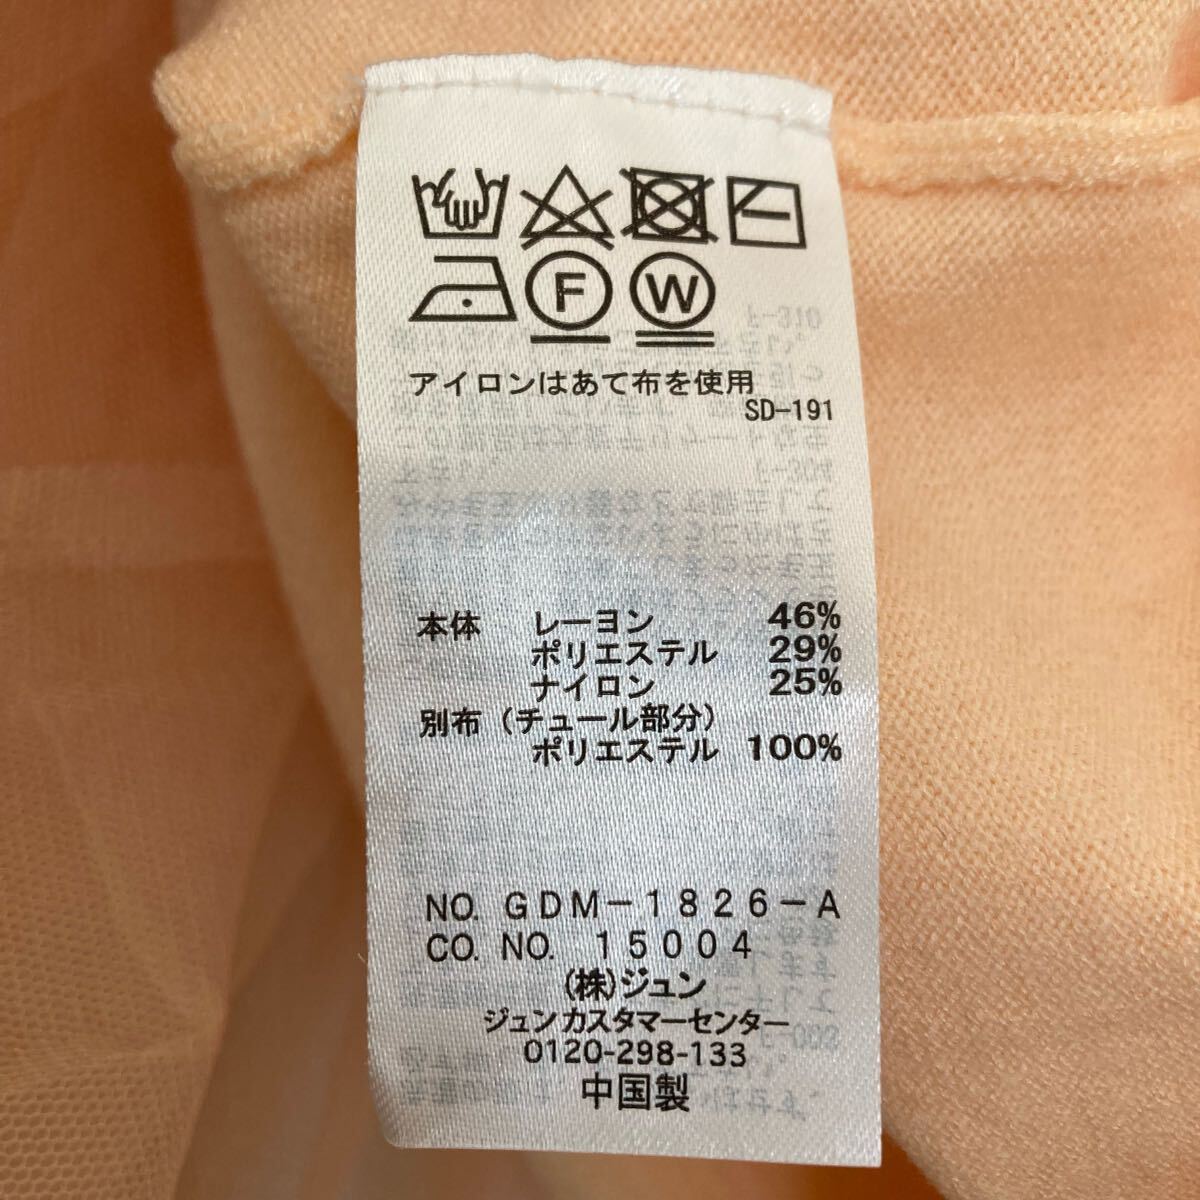 F W
アイロンはあて布を使用
SD-191
本体 レーヨン 46%
ポリエステル 29%
ナイロン 25%
別布（チュール部分）
ポリエステル 100%
NO. GDM-1826-A
CO. NO. 15004
(株)ジュン
ジュンカスタマーセンター
0120-298-133
中国製